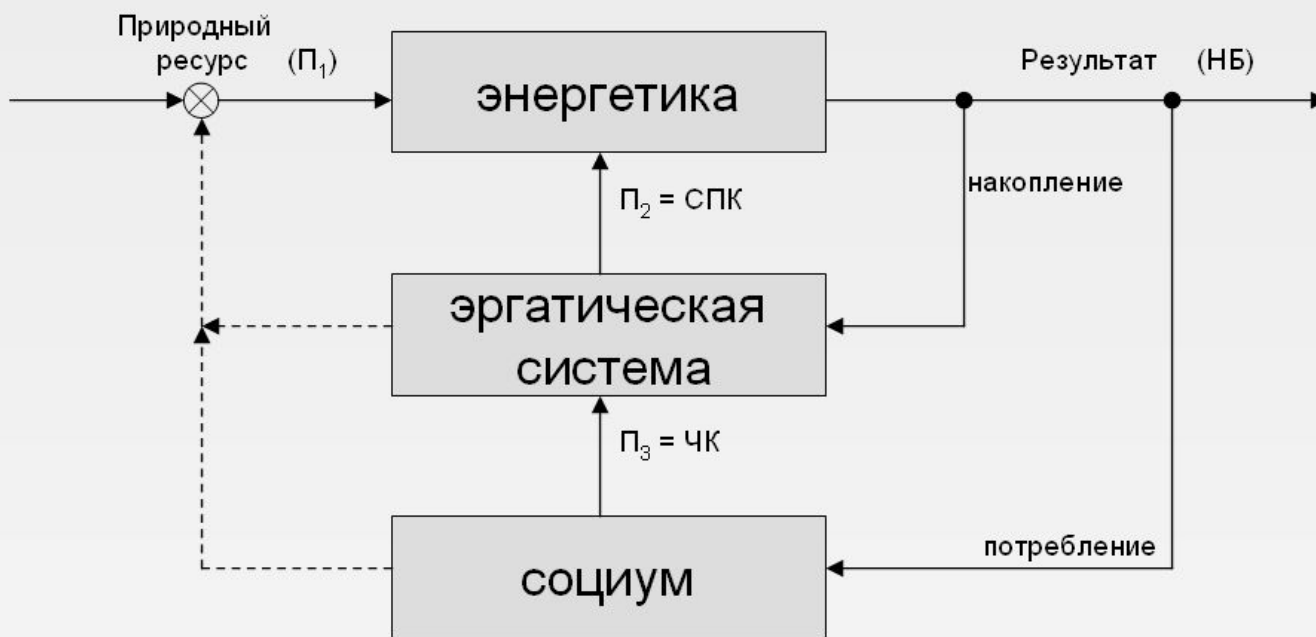 Природный
ресурс (П₁)
энергетика
Результат (НБ)
накопление
П₂ = СПК
эргатическая
система
П₃ = ЧК
потребление
социум